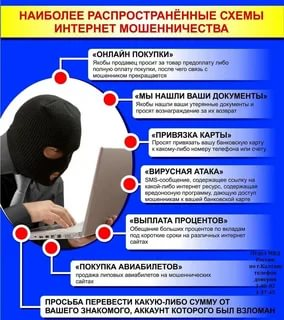 НАИБОЛЕЕ РАСПРОСТРАНЁННЫЕ СХЕМЫ
ИНТЕРНЕТ МОШЕННИЧЕСТВА
«ОНЛАЙН ПОКУПКИ»
Якобы продавец просит за товар предоплату либо
полную оплату покупки, после чего связь с
мошенником прекращается
«МЫ НАШЛИ ВАШИ ДОКУМЕНТЫ»
Якобы нашли ваши утерянные документы и
просят вознаграждение за их возврат
«ПРИВЯЗКА КАРТЫ»
Просят привязать вашу банковскую карту
к какому-либо номеру телефона или счету
«ВИРУСНАЯ АТАКА»
SMS-сообщение, содержащее ссылку на
какой-либо интернет ресурс, содержащая
вредоносную программу, дающую доступ
мошенникам к вашей банковской карте
«ВЫПЛАТА ПРОЦЕНТОВ»
Обещание больших процентов по вкладам
под короткие сроки на различных интернет
сайтах
«ПОКУПКА АВИАБИЛЕТОВ»
продажа липовых авиабилетов на мошеннических
сайтах
России
телефон
ПРОСЬБА ПЕРЕВЕСТИ КАКУЮ-ЛИБО СУММУ ОТ
ВАШЕГО ЗНАКОМОГО, АККАУНТ КОТОРОГО БЫЛ ВЗЛОМАН